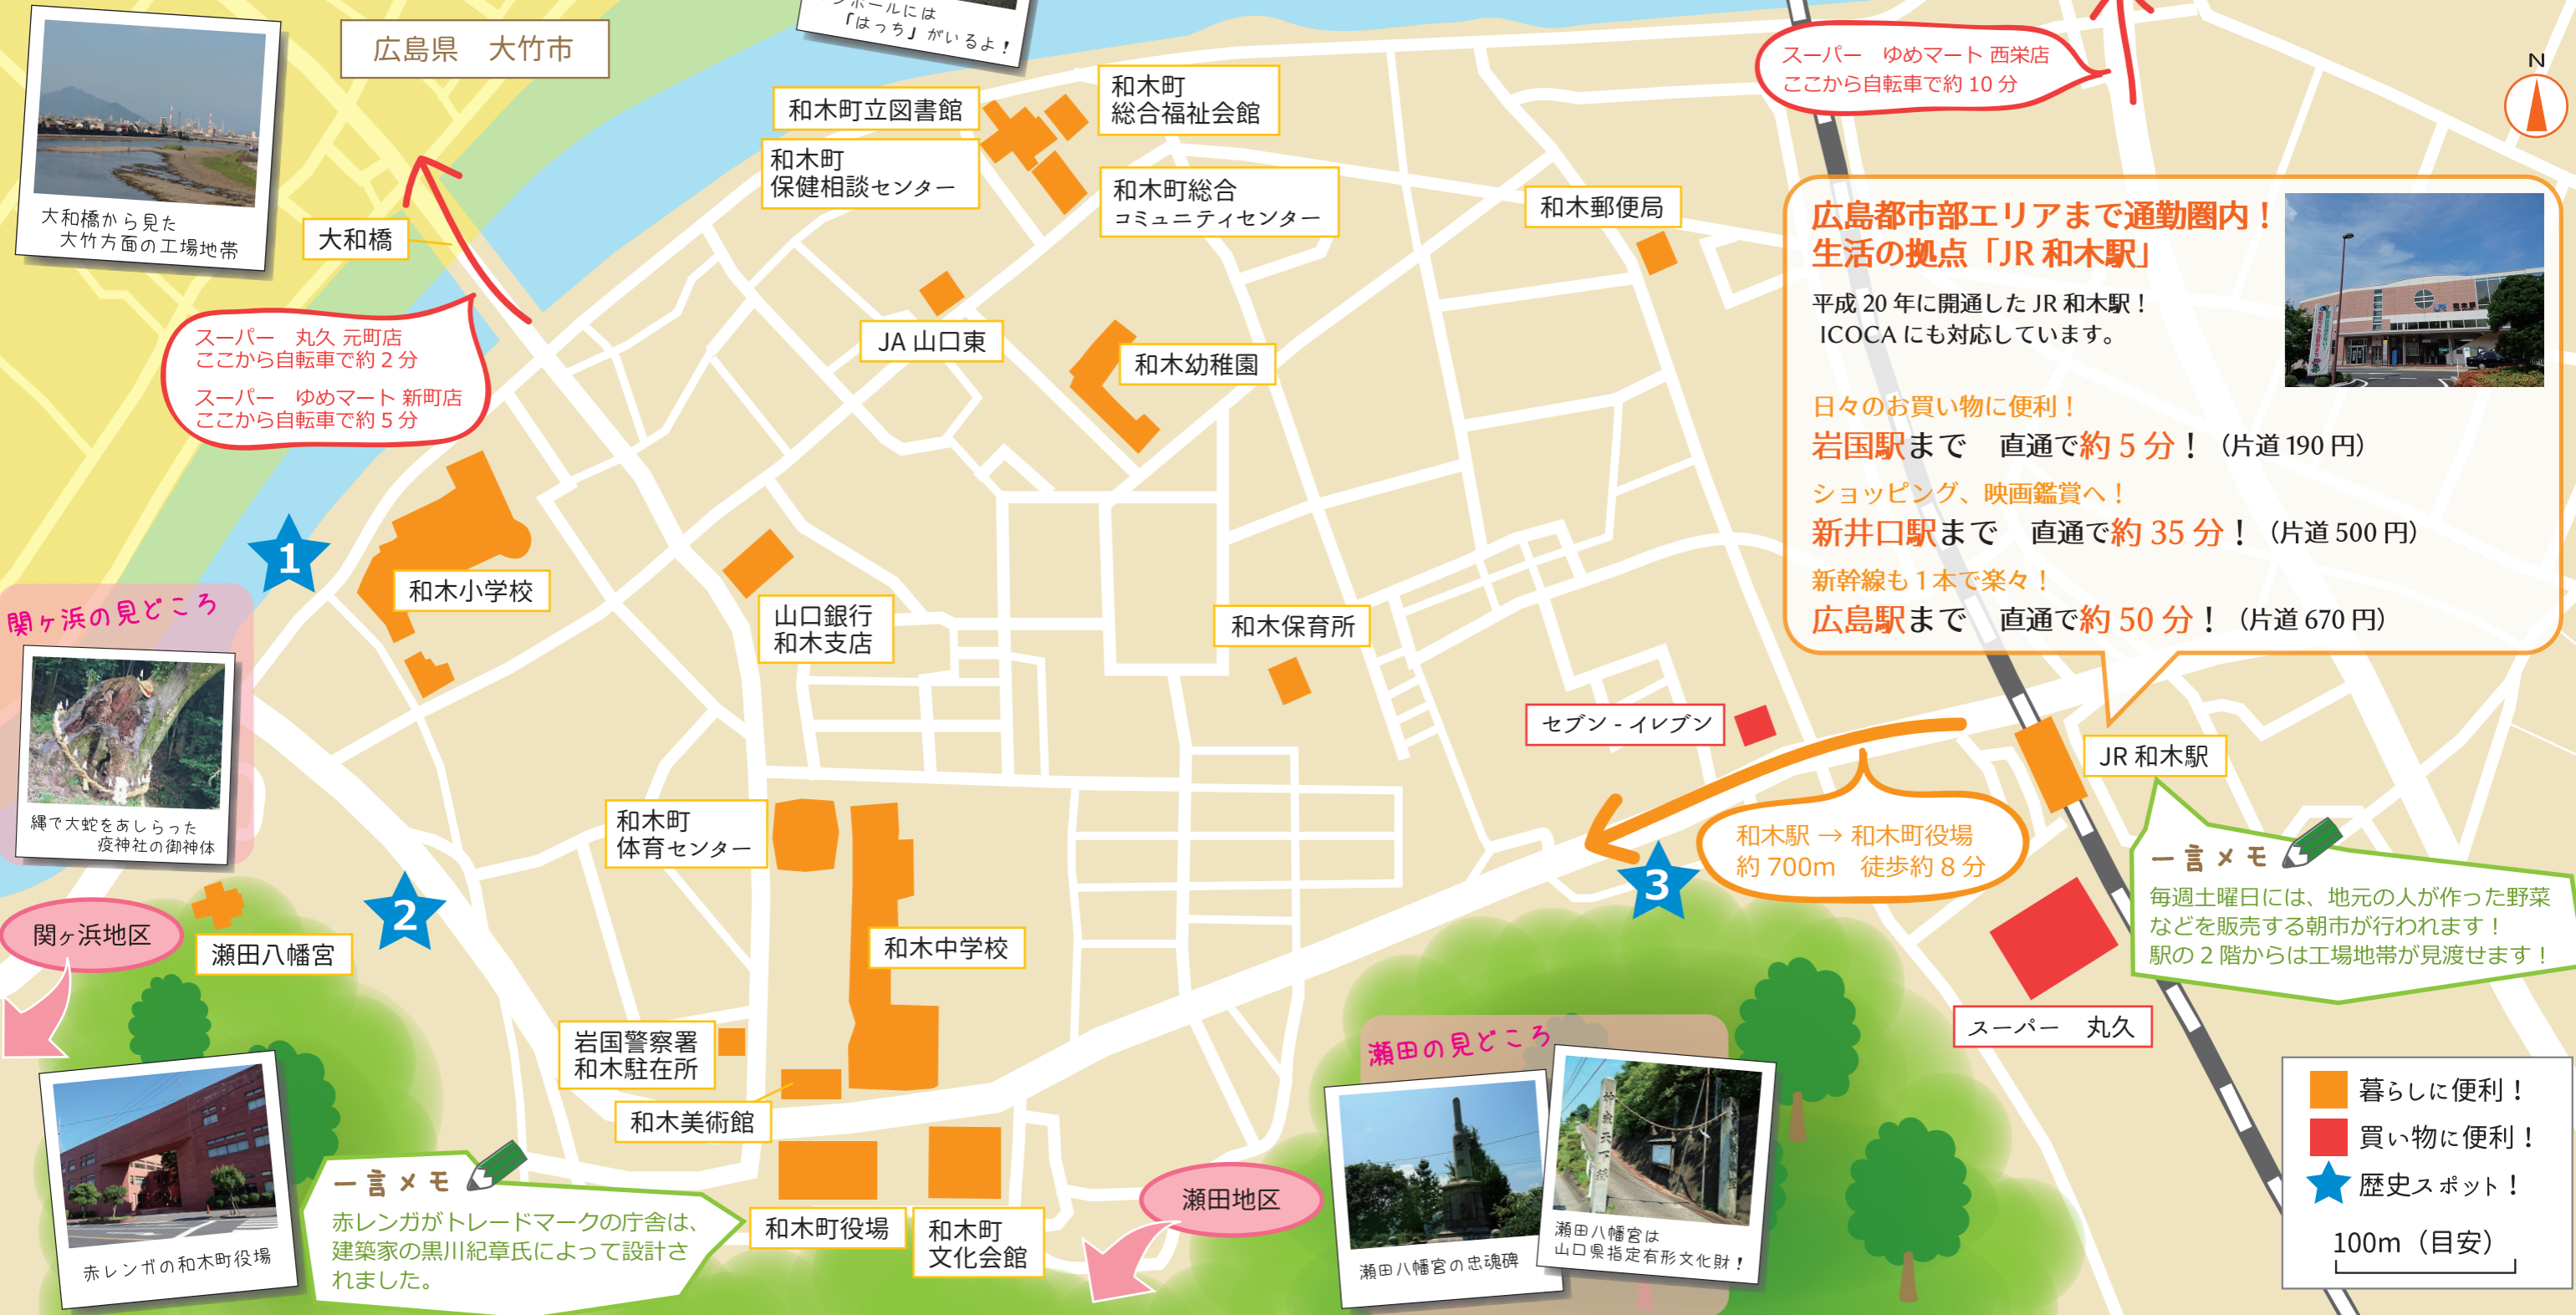 広島県　大竹市
「はっち」がいるよ！
大和橋から見た
大竹方面の工場地帯
大和橋
スーパー　丸久 元町店
ここから自転車で約 2 分
スーパー　ゆめマート 新町店
ここから自転車で約 5 分
和木町立図書館
和木町
保健相談センター
和木町
総合福祉会館
和木町総合
コミュニティセンター
JA 山口東
和木幼稚園
和木郵便局
スーパー　ゆめマート 西栄店
ここから自転車で約 10 分
N
広島都市部エリアまで通勤圏内！
生活の拠点「JR 和木駅」
平成 20 年に開通した JR 和木駅！
ICOCA にも対応しています。
日々のお買い物に便利！
岩国駅まで　直通で約 5 分！（片道 190 円）
ショッピング、映画鑑賞へ！
新井口駅まで　直通で約 35 分！（片道 500 円）
新幹線も 1 本で楽々！
広島駅まで　直通で約 50 分！（片道 670 円）
1
和木小学校
山口銀行
和木支店
和木保育所
セブン - イレブン
JR 和木駅
関ヶ浜の見どころ
縄で大蛇をあしらった
疫神社の御神体
和木町
体育センター
和木駅 → 和木町役場
約 700m　徒歩約 8 分
3
一言メモ
毎週土曜日には、地元の人が作った野菜
などを販売する朝市が行われます！
駅の 2 階からは工場地帯が見渡せます！
2
関ヶ浜地区
瀬田八幡宮
和木中学校
岩国警察署
和木駐在所
和木美術館
スーパー　丸久
瀬田の見どころ
瀬田八幡宮の忠魂碑
瀬田八幡宮は
山口県指定有形文化財！
赤レンガの和木町役場
一言メモ
赤レンガがトレードマークの庁舎は、
建築家の黒川紀章氏によって設計さ
れました。
和木町役場
和木町
文化会館
瀬田地区
暮らしに便利！
買い物に便利！
歴史スポット！
100m（目安）